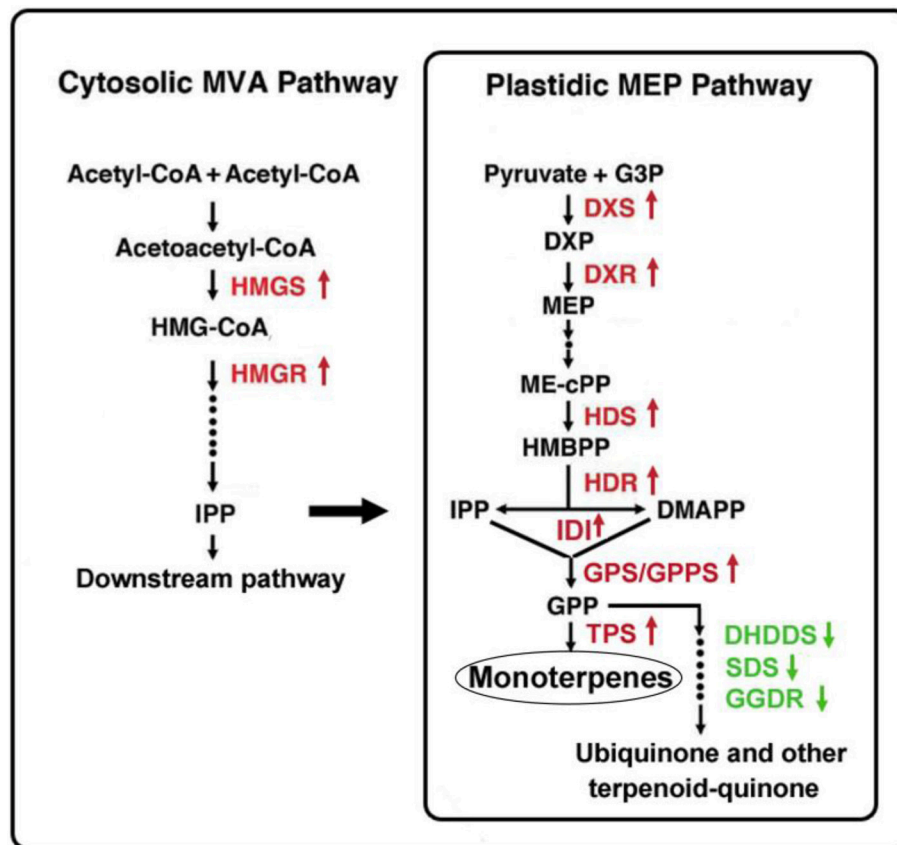 Cytosolic MVA Pathway
Acetyl-CoA + Acetyl-CoA
Acetoacetyl-CoA
HMGS
HMG-CoA
HMGR
IPP
Downstream pathway
Plastidic MEP Pathway
Pyruvate + G3P
DXS
DXP
DXR
MEP
ME-cPP
HDS
HMBPP
HDR
IPP
DMAPP
IDI
GPS/GPPS
GPP
TPS
Monoterpenes
DHDDS
SDS
GGDR
Ubiquinone and other
terpenoid-quinone